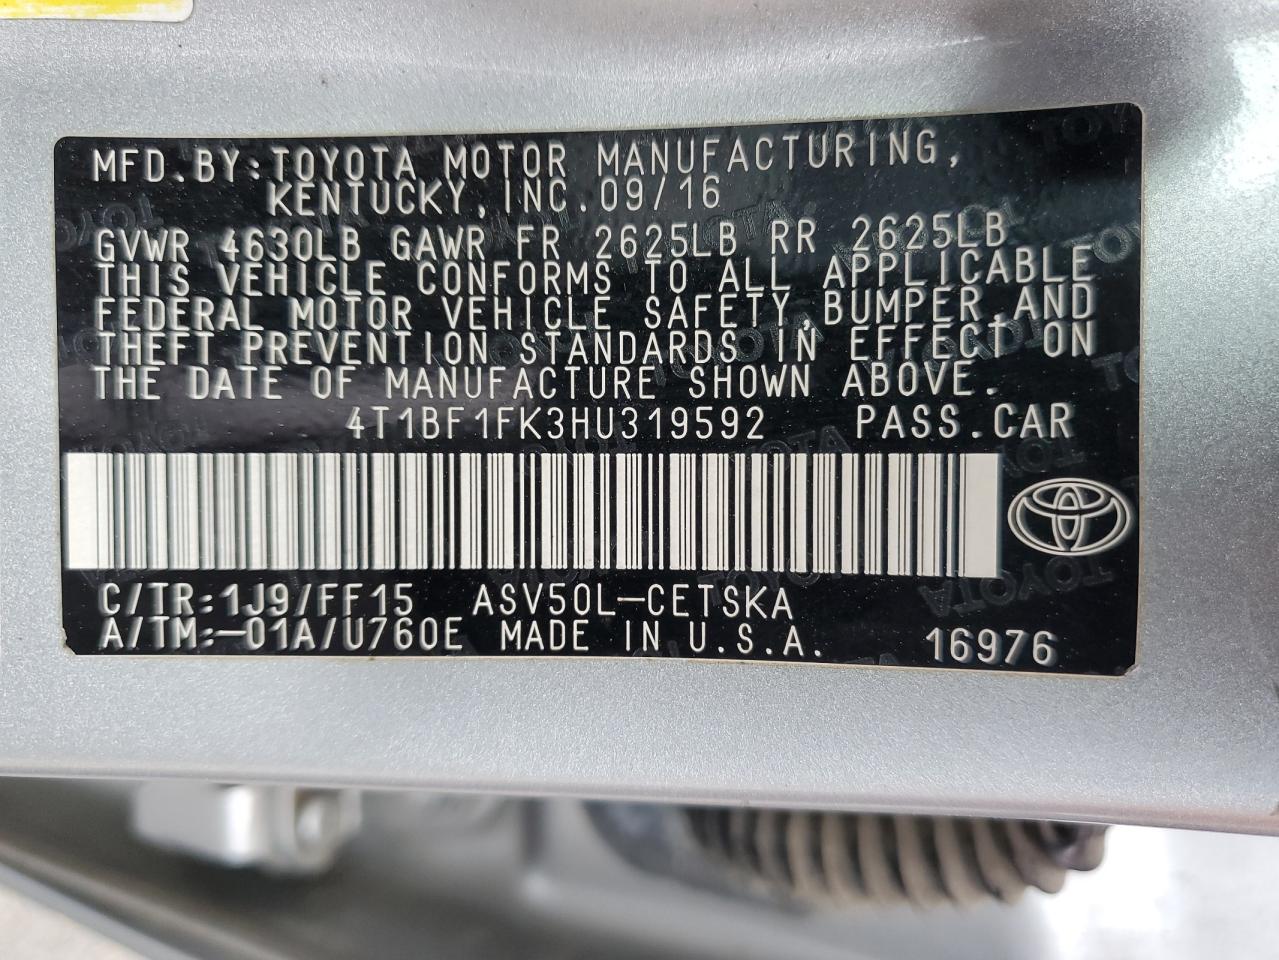 MFD.BY:TOYOTA MOTOR MANUFACTURING,
KENTUCKY,INC.09/16
GVWR 4630LB GAWR FR 2625LB RR 2625LB
THIS VEHICLE CONFORMS TO ALL APPLICABLE
FEDERAL MOTOR VEHICLE SAFETY,BUMPER,AND
THEFT PREVENTION STANDARDS IN EFFECT ON
THE DATE OF MANUFACTURE SHOWN ABOVE.
4T1BF1FK3HU319592 PASS.CAR
C/TR:1J9/FF15 ASV50L-CETSKA
A/TM:-01A/U760E MADE IN U.S.A. 16976